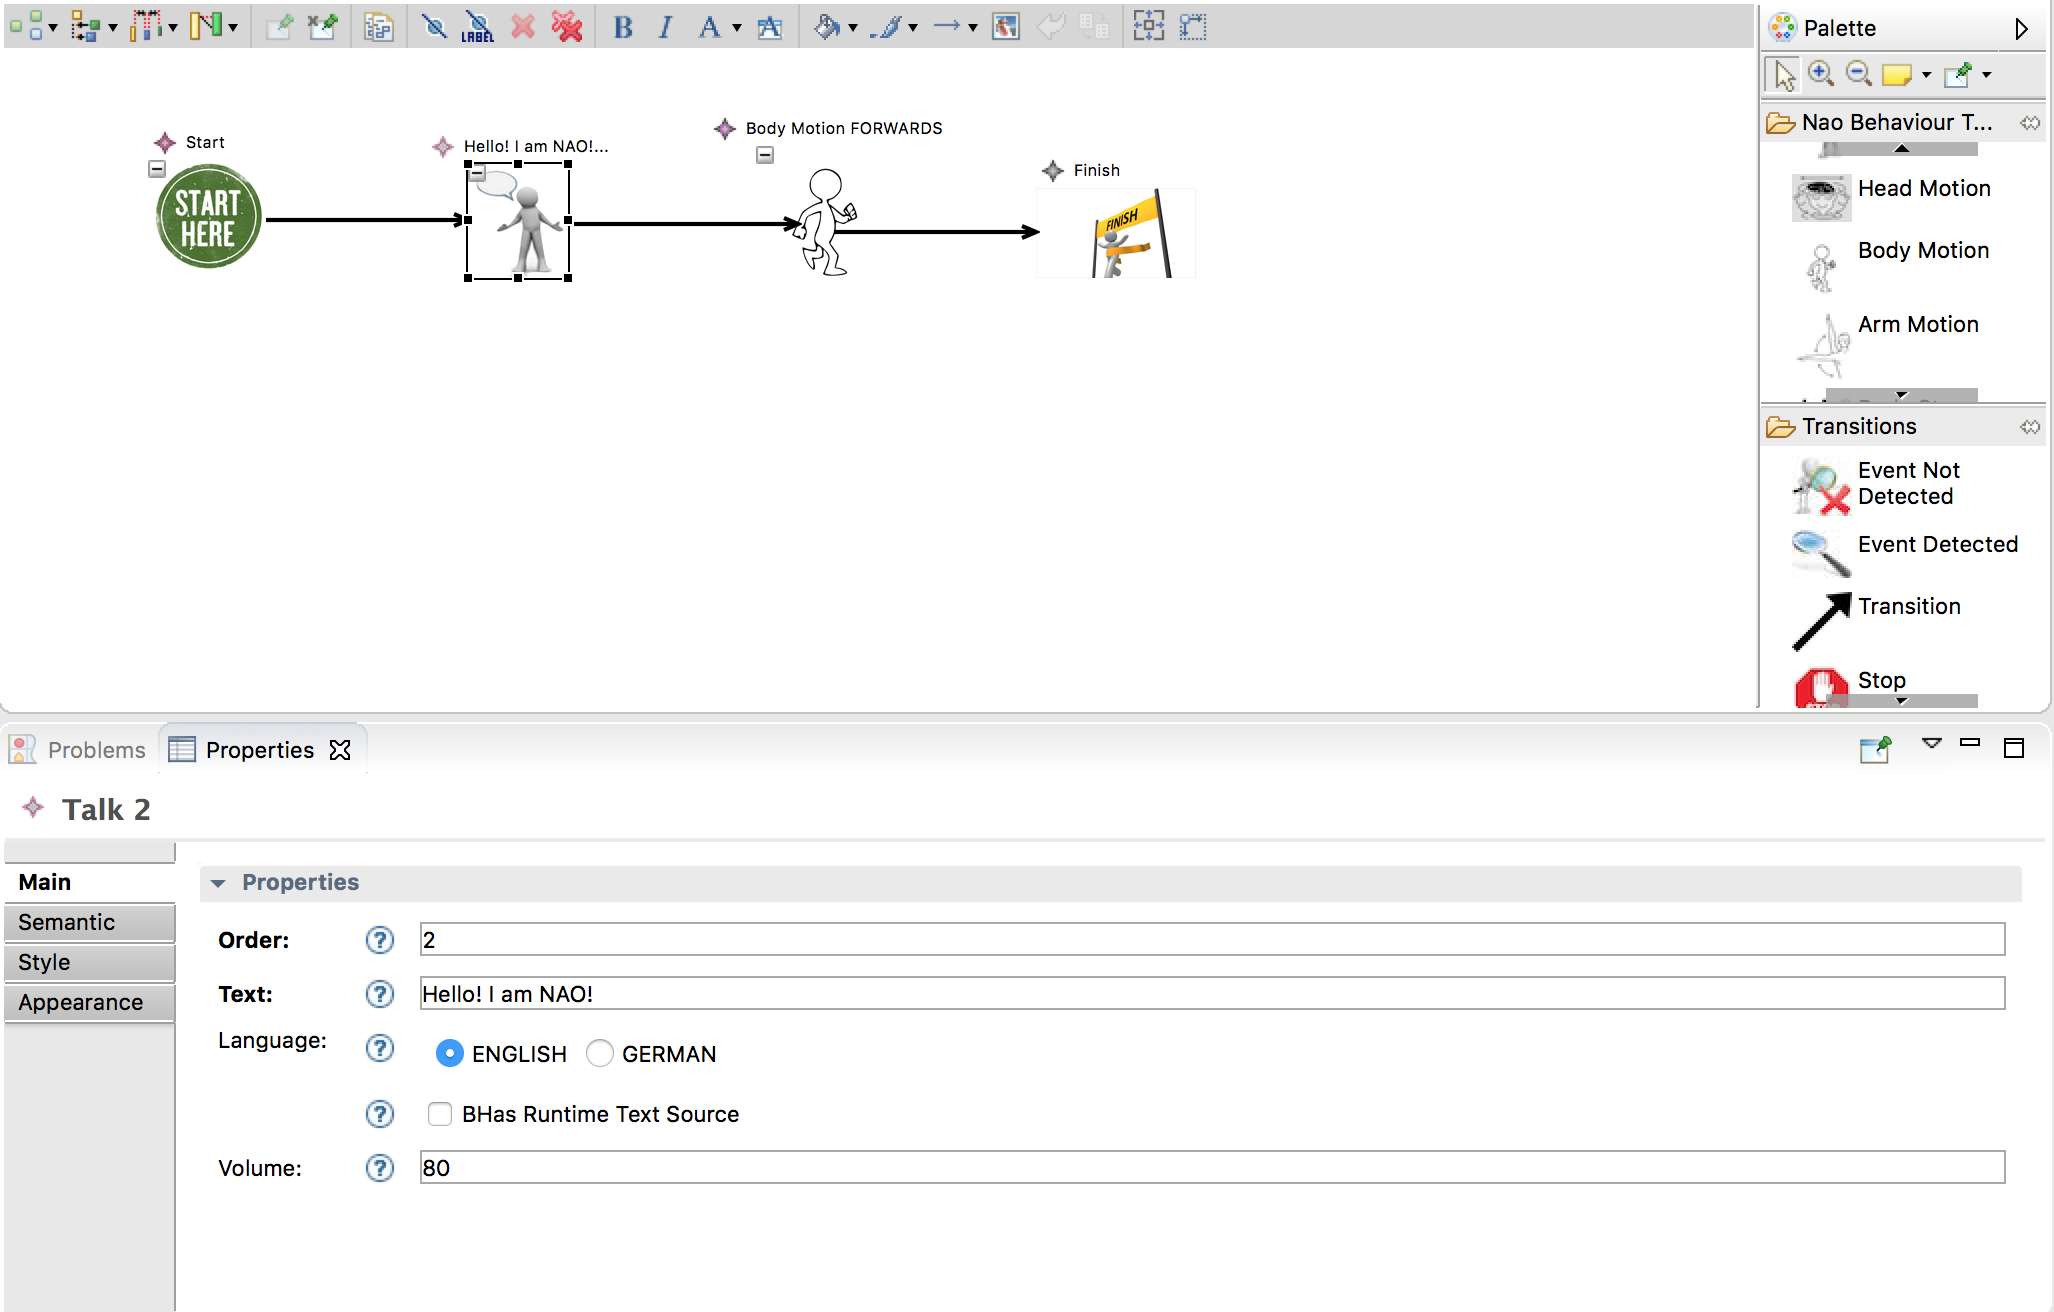 LABEL
B I A A
Palette
Nao Behaviour T...
Head Motion
Body Motion
Arm Motion
Transitions
Event Not
Detected
Event Detected
Transition
Stop
Start
START
HERE
Hello! I am NAO!...
Body Motion FORWARDS
Finish
FINISH
Problems
Properties
Talk 2
Main
Semantic
Style
Appearance
Properties
Order: ? 2
Text: ? Hello! I am NAO!
Language: ? ENGLISH GERMAN
? BHas Runtime Text Source
Volume: ? 80